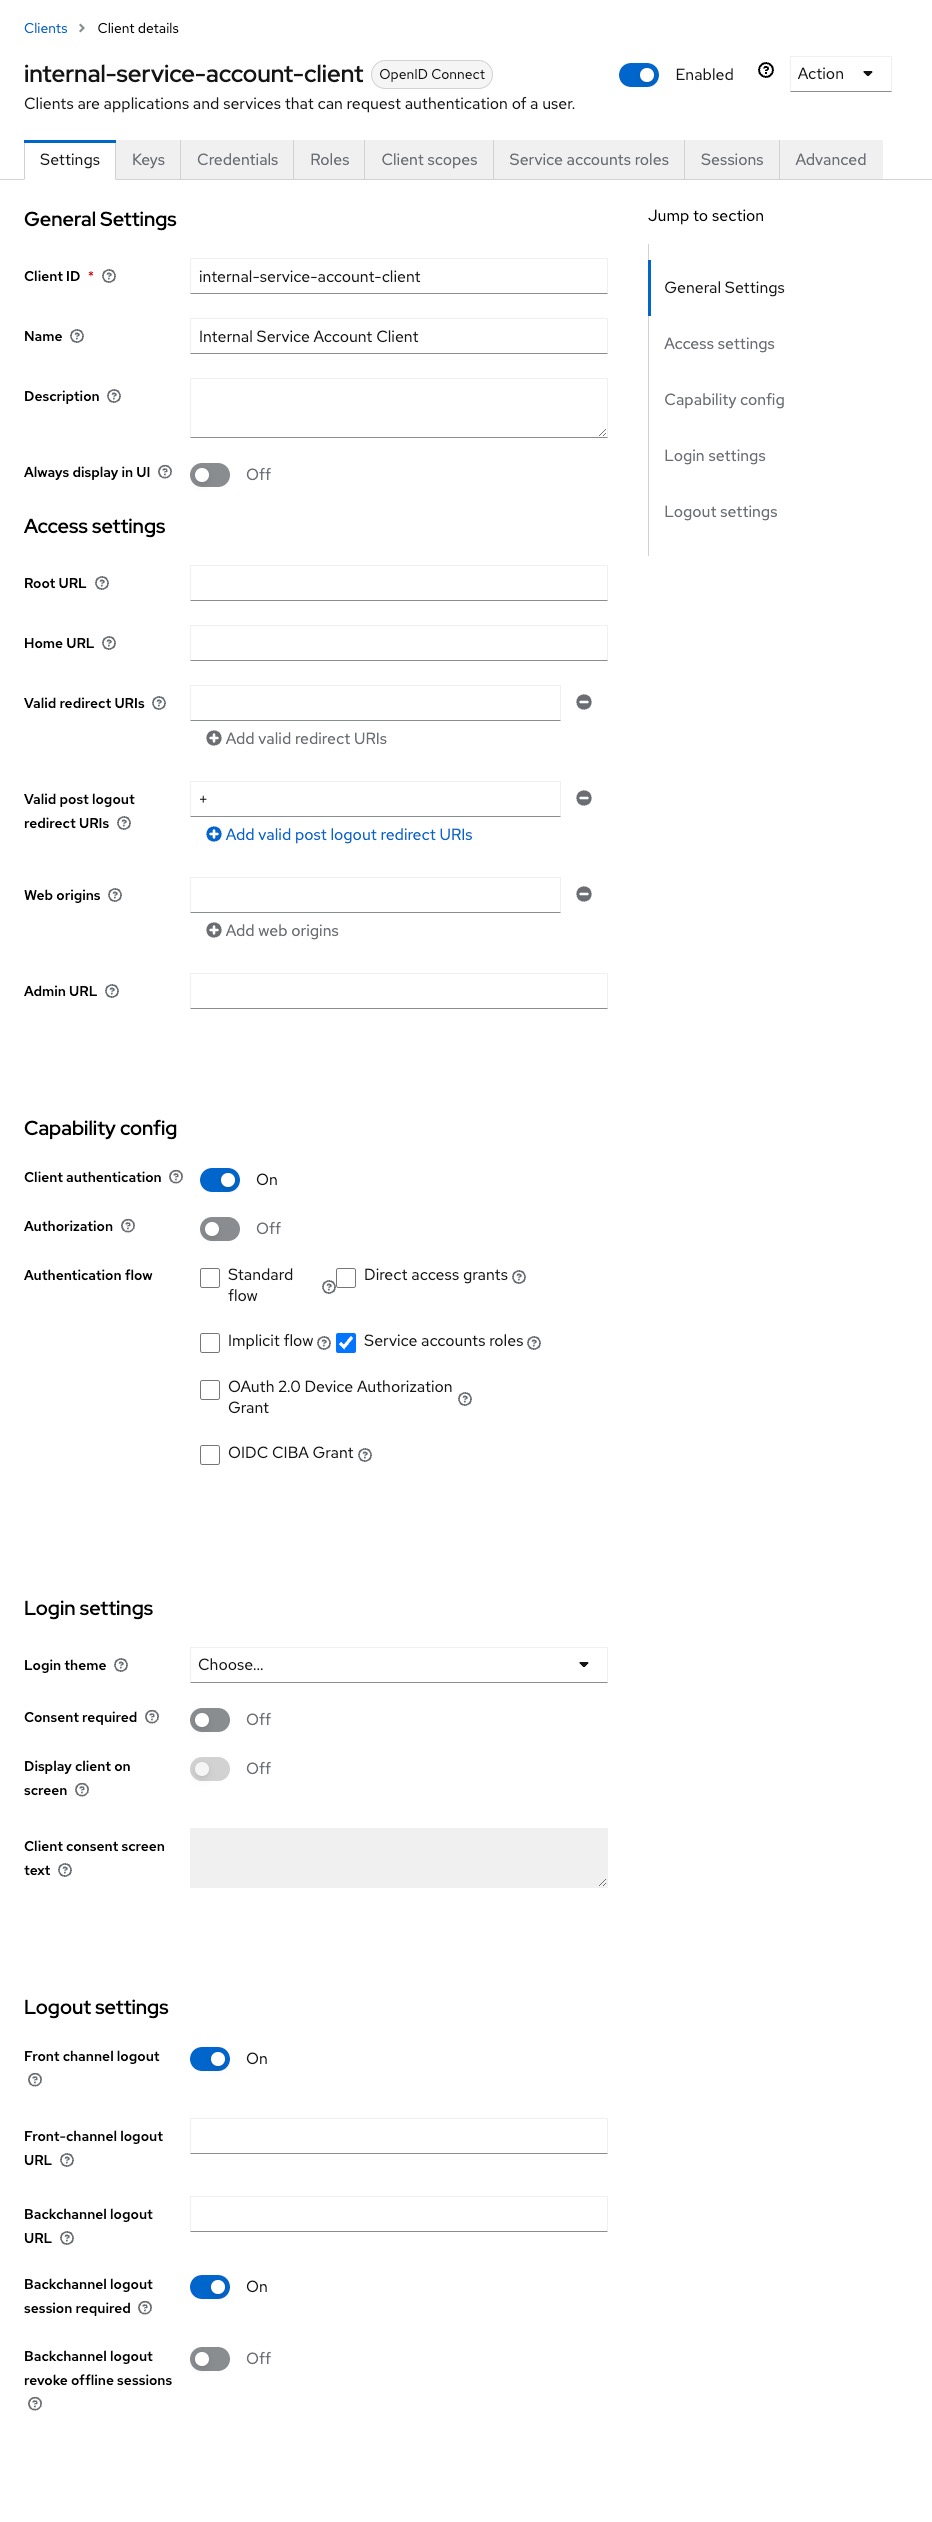 Clients > Client details
internal-service-account-client OpenID Connect Enabled Action
Clients are applications and services that can request authentication of a user.
Settings Keys Credentials Roles Client scopes Service accounts roles Sessions Advanced
General Settings
Jump to section
Client ID * internal-service-account-client
General Settings
Name Internal Service Account Client
Access settings
Description
Capability config
Login settings
Always display in UI Off
Logout settings
Access settings
Root URL
Home URL
Valid redirect URIs
Add valid redirect URIs
Valid post logout
redirect URIs
+
Add valid post logout redirect URIs
Web origins
Add web origins
Admin URL
Capability config
Client authentication On
Authorization Off
Authentication flow
Standard
flow
Direct access grants
Implicit flow Service accounts roles
OAuth 2.0 Device Authorization
Grant
OIDC CIBA Grant
Login settings
Login theme Choose...
Consent required Off
Display client on
screen
Off
Client consent screen
text
Logout settings
Front channel logout On
Front-channel logout
URL
Backchannel logout
URL
Backchannel logout
session required
On
Backchannel logout
revoke offline sessions
Off